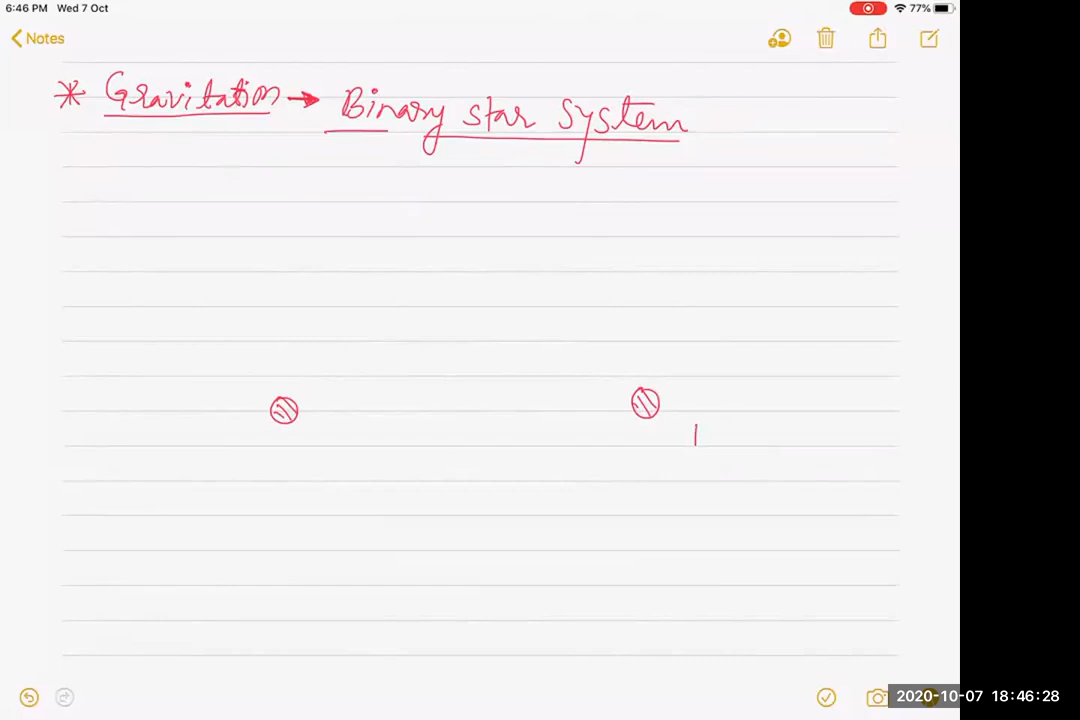 6:46 PM Wed 7 Oct 77%
Notes
* Gravitation → Binary star System
2020-10-07 18:46:28